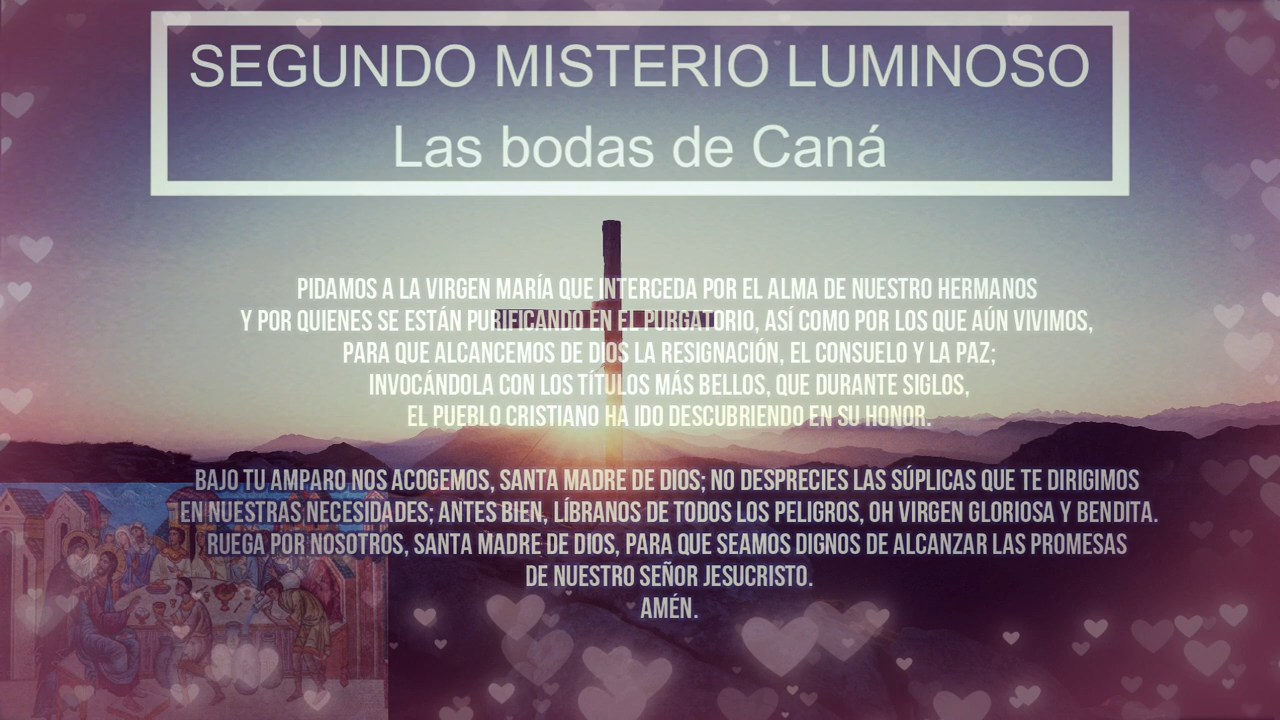 SEGUNDO MISTERIO LUMINOSO
Las bodas de Caná
PIDAMOS A LA VIRGEN MARÍA QUE INTERCEDA POR EL ALMA DE NUESTRO HERMANOS
Y POR QUIENES SE ESTÁN PURIFICANDO EN EL PURGATORIO, ASÍ COMO POR LOS QUE AÚN VIVIMOS,
PARA QUE ALCANCEMOS DE DIOS LA RESIGNACIÓN, EL CONSUELO Y LA PAZ;
INVOCÁNDOLA CON LOS TÍTULOS MÁS BELLOS, QUE DURANTE SIGLOS,
EL PUEBLO CRISTIANO HA IDO DESCUBRIENDO EN SU HONOR.
BAJO TU AMPARO NOS ACOGEMOS, SANTA MADRE DE DIOS; NO DESPRECIES LAS SÚPLICAS QUE TE DIRIGIMOS
EN NUESTRAS NECESIDADES; ANTES BIEN, LÍBRANOS DE TODOS LOS PELIGROS, OH VIRGEN GLORIOSA Y BENDITA.
RUEGA POR NOSOTROS, SANTA MADRE DE DIOS, PARA QUE SEAMOS DIGNOS DE ALCANZAR LAS PROMESAS
DE NUESTRO SEÑOR JESUCRISTO.
AMÉN.